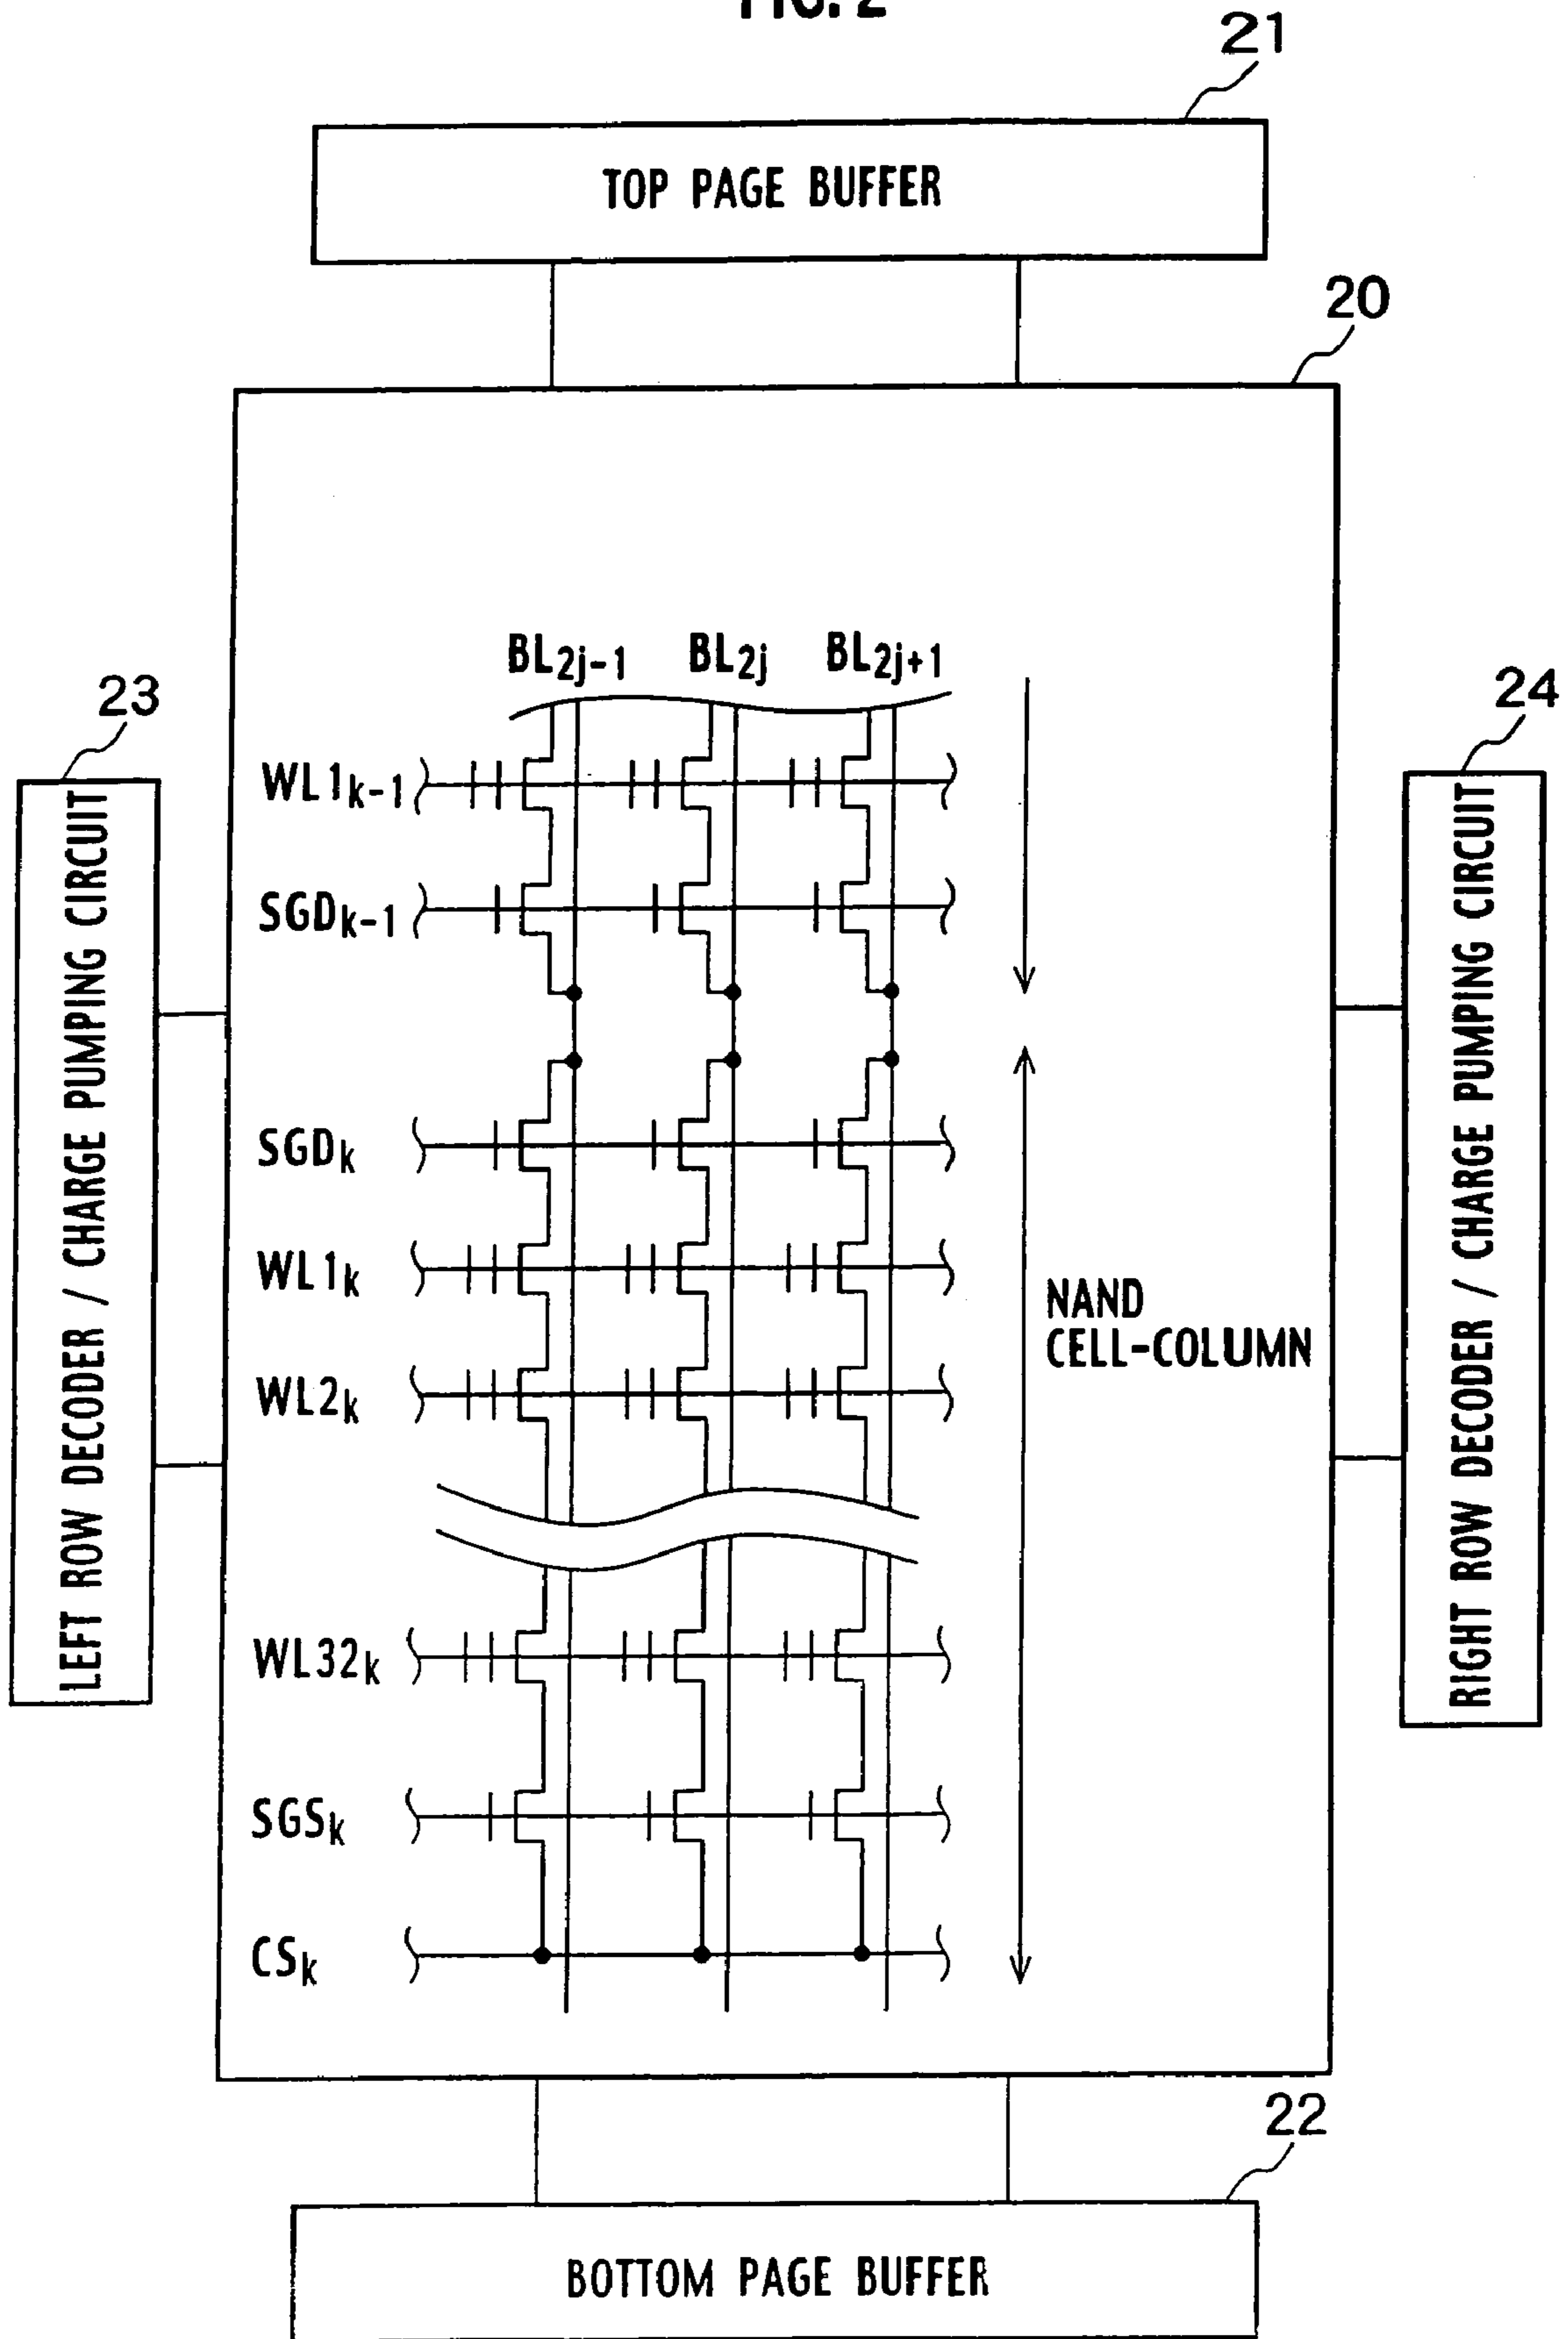 FIG. 2
21
TOP PAGE BUFFER
20
BL2j-1 BL2j BL2j+1
23
24
WL1k-1
SGDk-1
SGDk
WL1k
NAND
CELL-COLUMN
WL2k
WL32k
SGSk
CSk
LEFT ROW DECODER / CHARGE PUMPING CIRCUIT
RIGHT ROW DECODER / CHARGE PUMPING CIRCUIT
22
BOTTOM PAGE BUFFER